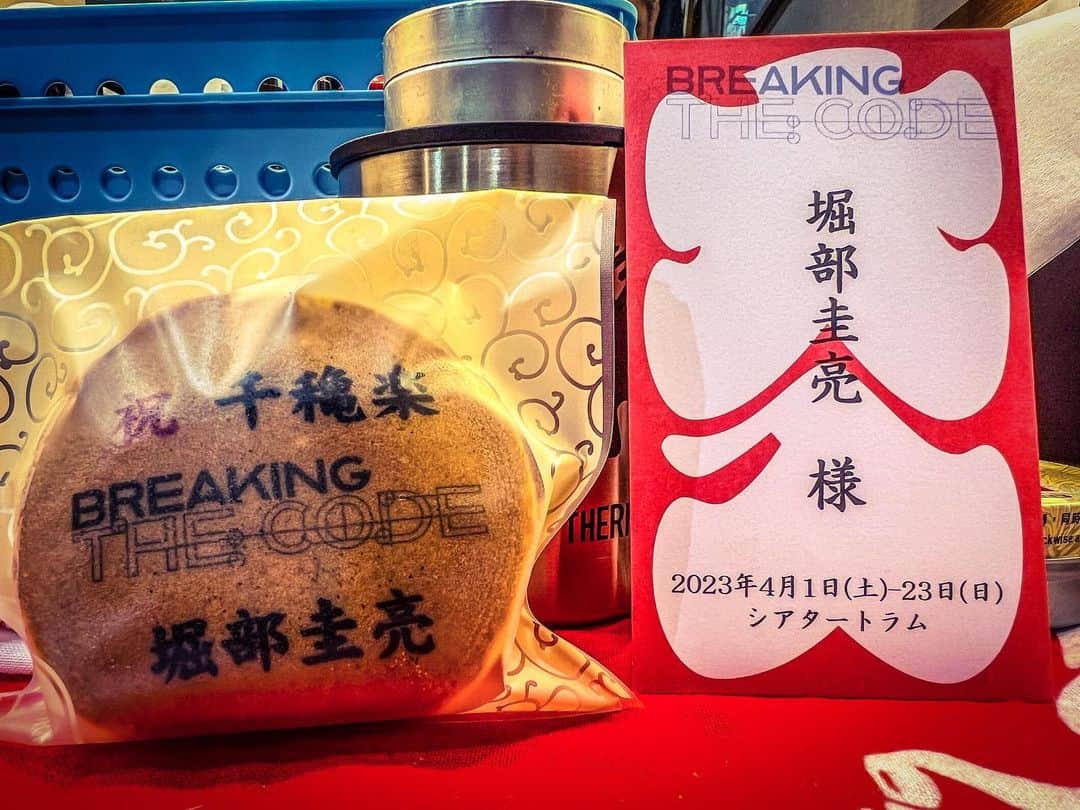 祝 千穐楽
BREAKING
THE CODE
堀部圭亮
BREAKING
THE CODE
堀部圭亮 様
2023年4月1日(土)-23日(日)
シアタートラム
THER